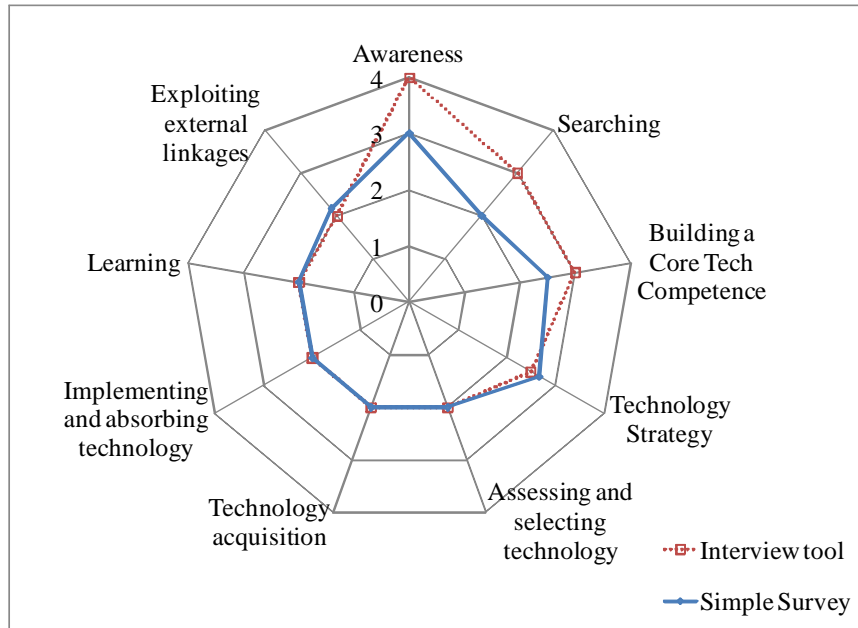 Awareness
4
3
2
1
0
Searching
Building a
Core Tech
Competence
Technology
Strategy
Assessing and
selecting
technology
Technology
acquisition
Implementing
and absorbing
technology
Learning
Exploiting
external
linkages
Interview tool
Simple Survey